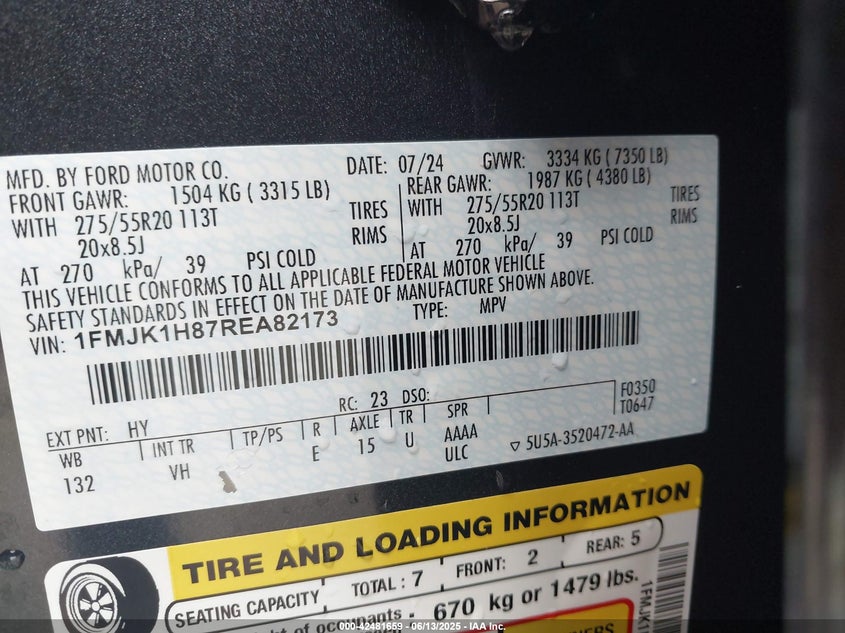 MFD. BY FORD MOTOR CO. DATE: 07/24 GVWR: 3334 KG ( 7350 LB)
FRONT GAWR: 1504 KG ( 3315 LB) REAR GAWR: 1987 KG ( 4380 LB)
WITH 275/55R20 113T TIRES WITH 275/55R20 113T TIRES
20x8.5J RIMS 20x8.5J RIMS
AT 270 kPa/ 39 PSI COLD AT 270 kPa/ 39 PSI COLD
THIS VEHICLE CONFORMS TO ALL APPLICABLE FEDERAL MOTOR VEHICLE
SAFETY STANDARDS IN EFFECT ON THE DATE OF MANUFACTURE SHOWN ABOVE.
VIN: 1FMJK1H87REA82173 TYPE: MPV
EXT PNT: HY RC: 23 DSO: F0350
T0647
WB INT TR TP/PS R AXLE TR SPR
132 VH E 15 U AAAA
ULC ▽ 5U5A-3520472-AA
TIRE AND LOADING INFORMATION
SEATING CAPACITY TOTAL : 7 FRONT: 2 REAR: 5
of occupants 670 kg or 1479 lbs.
000-42481659 - 06/13/2025 - IAA Inc.